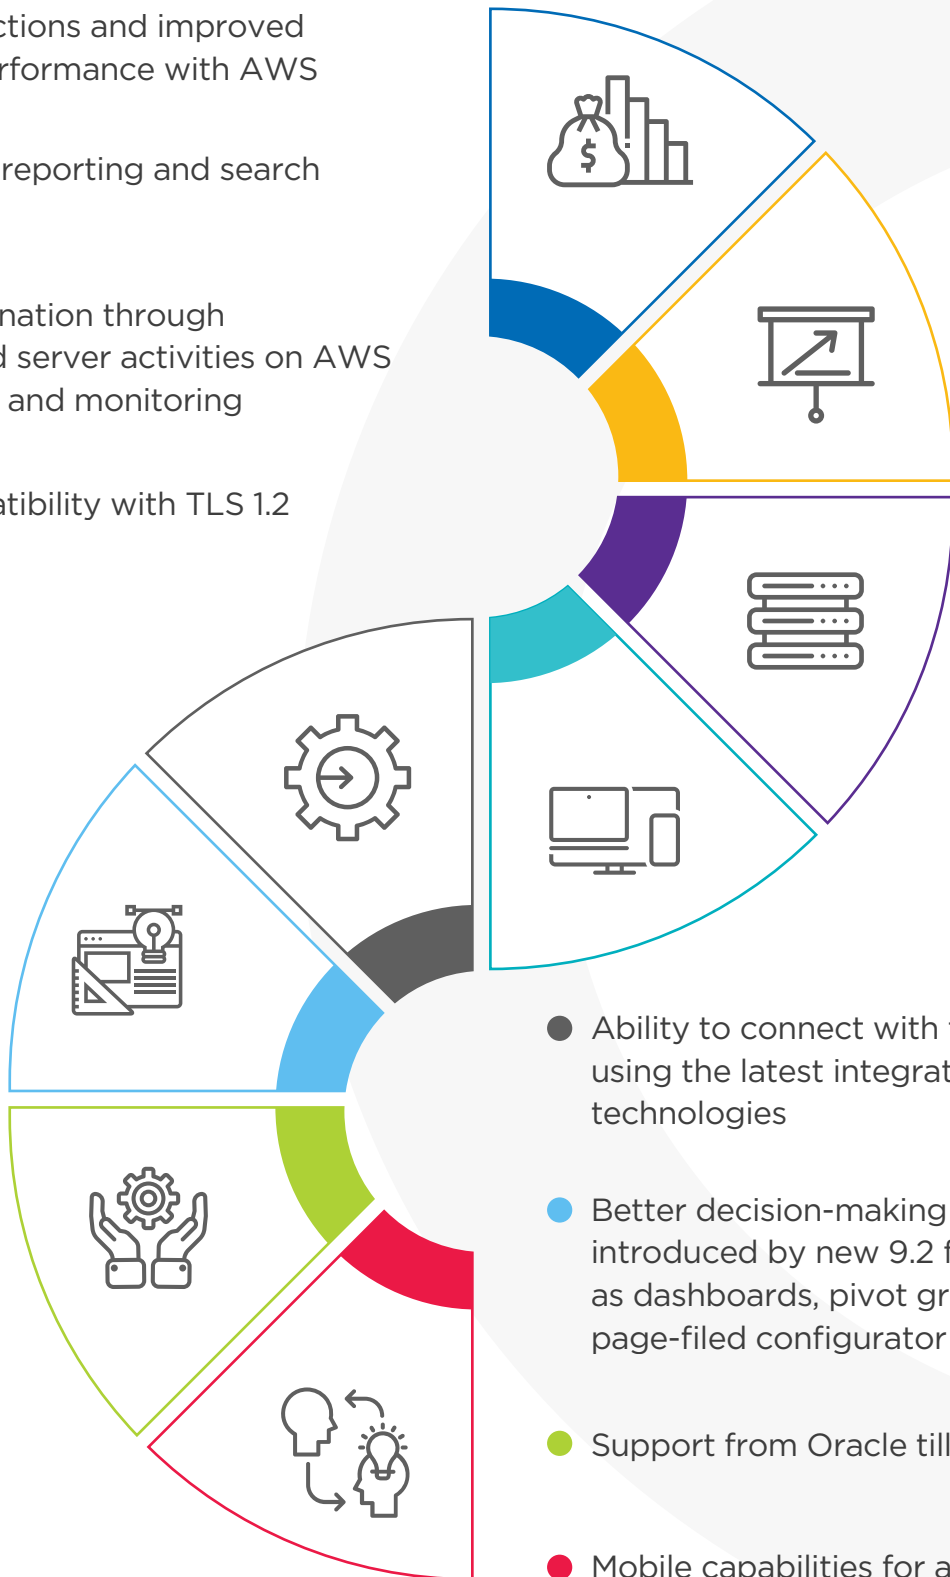 ctions and improved
rformance with AWS
reporting and search
nation through
d server activities on AWS
and monitoring
atibility with TLS 1.2
$
Ability to connect with
using the latest integrat
technologies
Better decision-making
introduced by new 9.2 f
as dashboards, pivot gr
page-filed configurator
Support from Oracle till
Mobile capabilities for a